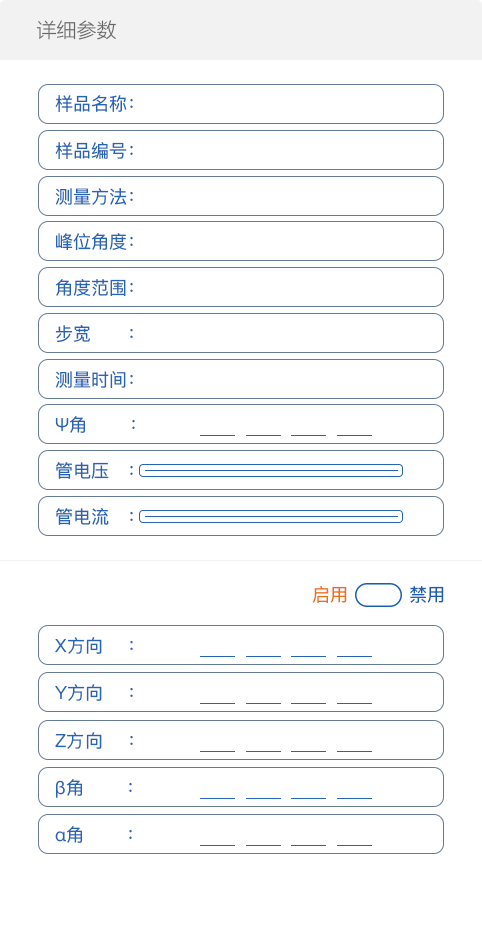 详细参数
样品名称：
样品编号：
测量方法：
峰位角度：
角度范围：
步宽：
测量时间：
Ψ角：
管电压：
管电流：
启用 禁用
X方向：
Y方向：
Z方向：
β角：
α角：